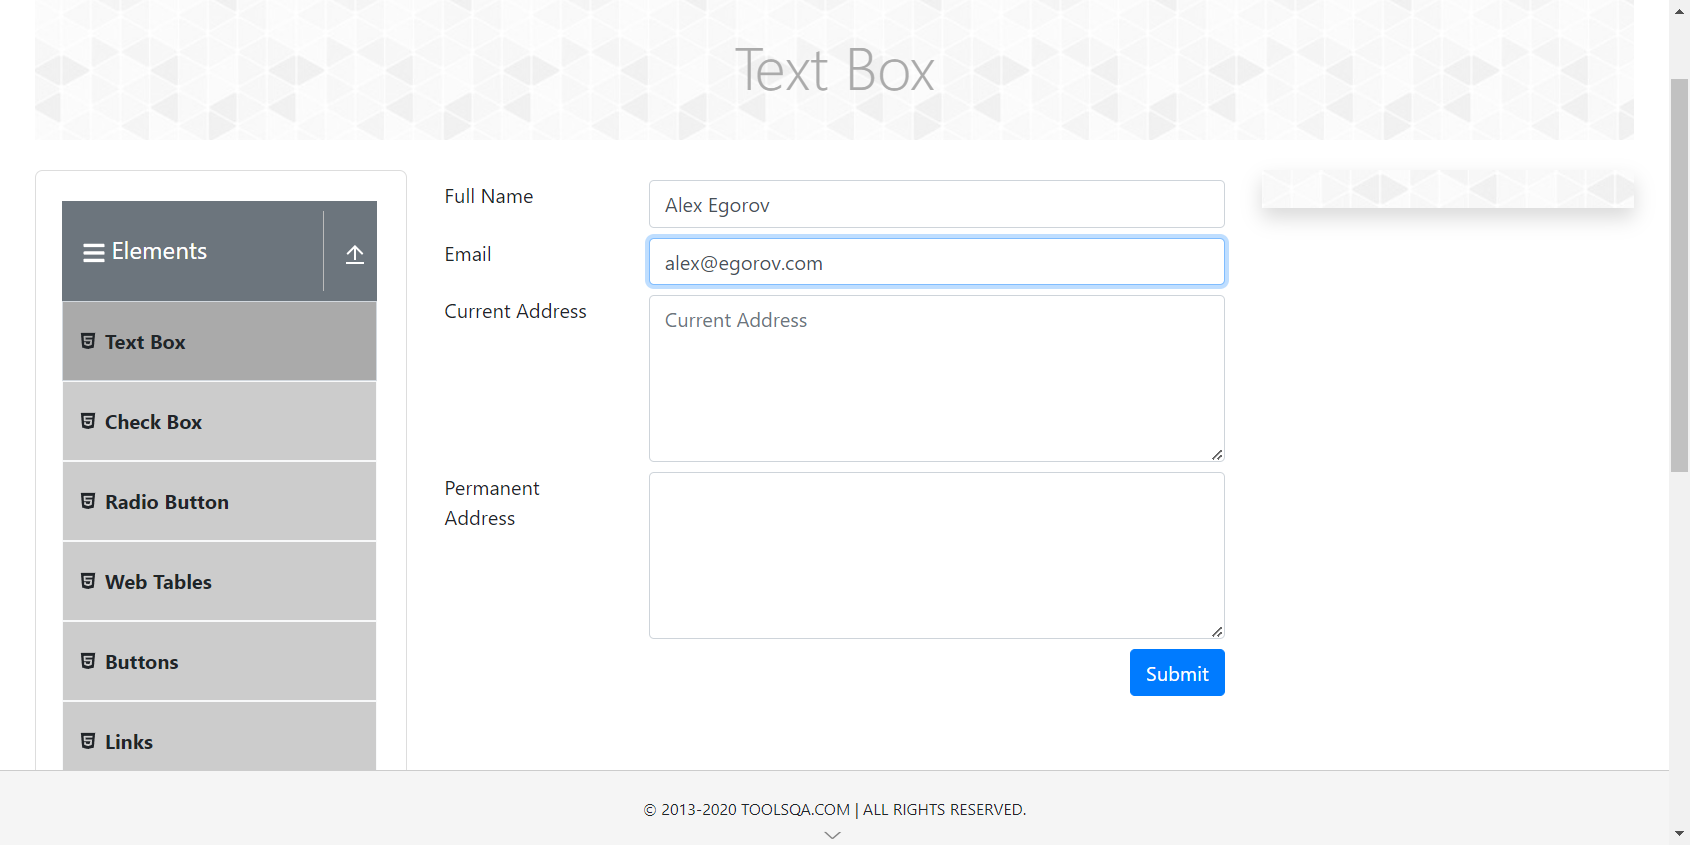 Text Box
Elements
Text Box
Check Box
Radio Button
Web Tables
Buttons
Links
Full Name
Alex Egorov
Email
alex@egorov.com
Current Address
Current Address
Permanent
Address
Submit
© 2013-2020 TOOLSQA.COM | ALL RIGHTS RESERVED.